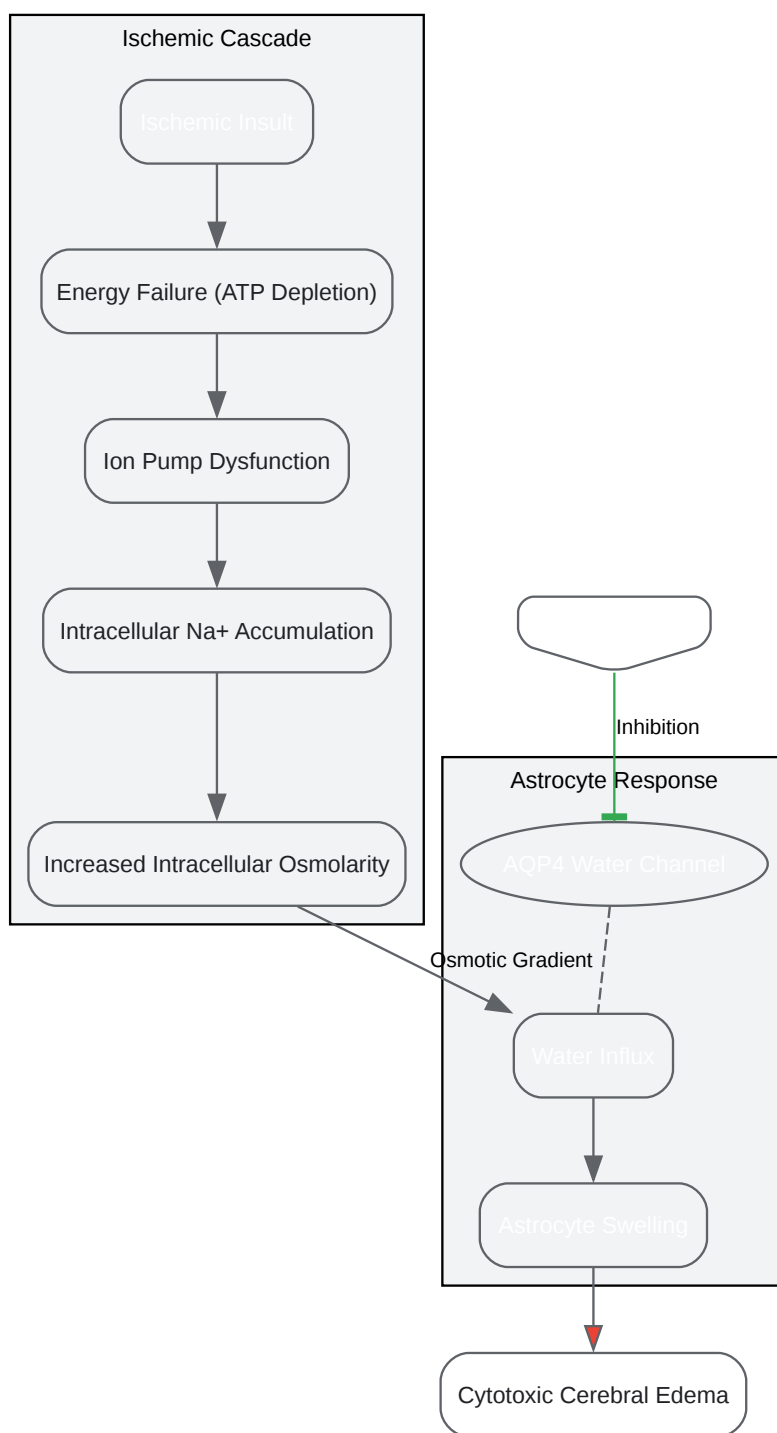 Ischemic Cascade
Ischemic Insult
Energy Failure (ATP Depletion)
Ion Pump Dysfunction
Intracellular Na+ Accumulation
Increased Intracellular Osmolarity
Inhibition
Astrocyte Response
AQP4 Water Channel
Osmotic Gradient
Water Influx
Astrocyte Swelling
Cytotoxic Cerebral Edema